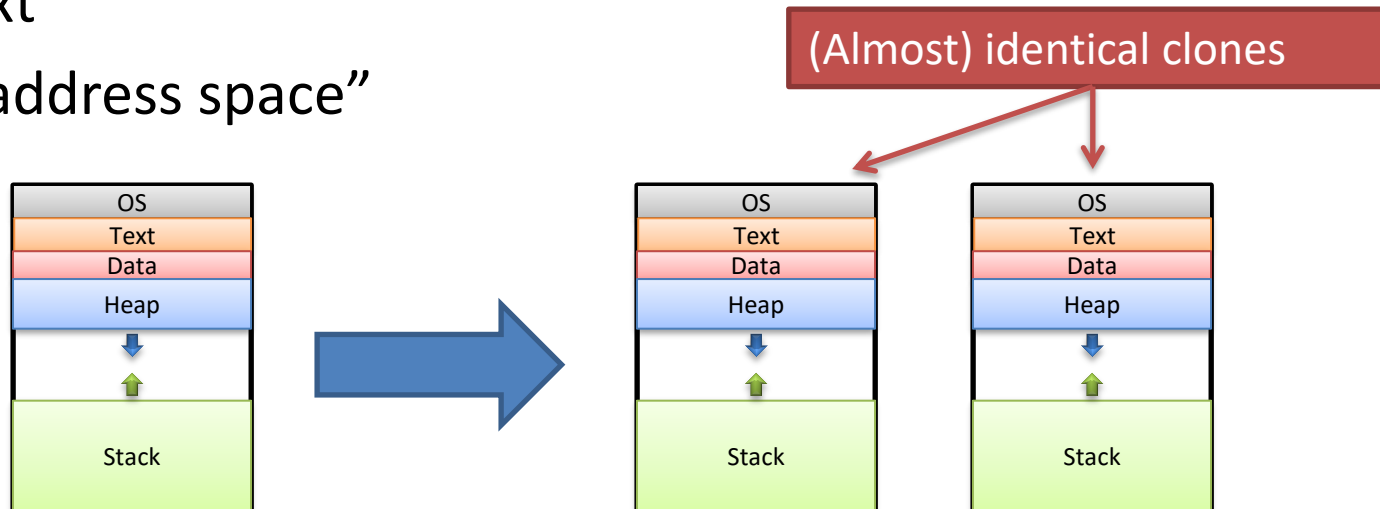 (Almost) identical clones
address space”
OS
Text
Data
Heap
Stack
OS
Text
Data
Heap
Stack
OS
Text
Data
Heap
Stack